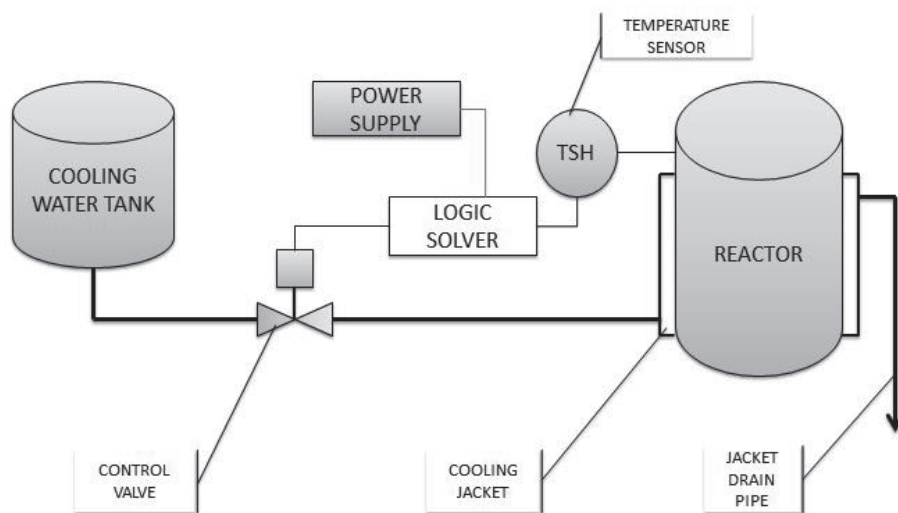 TEMPERATURE
SENSOR
POWER
SUPPLY
TSH
COOLING
WATER TANK
LOGIC
SOLVER
REACTOR
CONTROL
VALVE
COOLING
JACKET
JACKET
DRAIN
PIPE